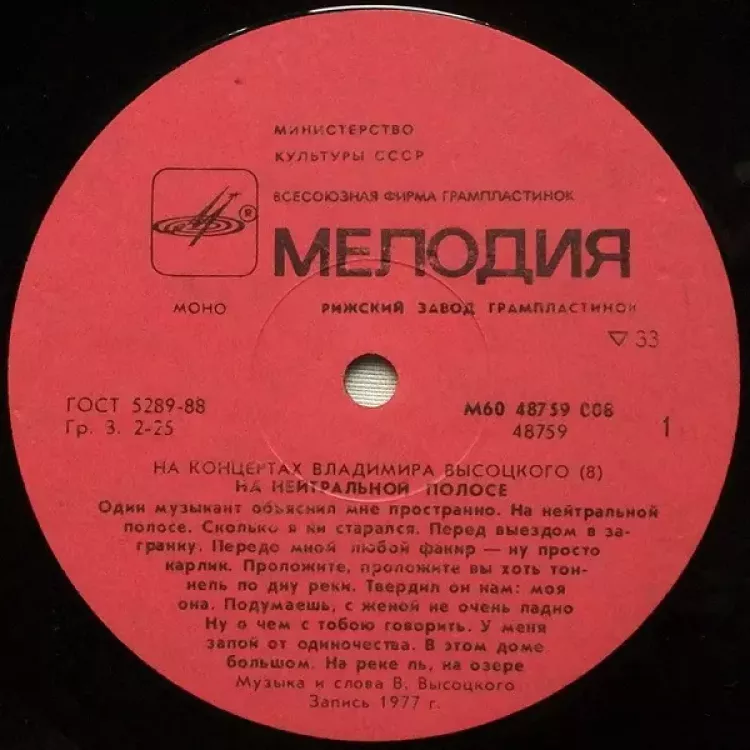 МИНИСТЕРСТВО
КУЛЬТУРЫ СССР
ВСЕСОЮЗНАЯ ФИРМА ГРАМПЛАСТИНОК
®
МЕЛОДИЯ
МОНО
РИЖСКИЙ ЗАВОД ГРАМПЛАСТИНОК
▽ 33
ГОСТ 5289-88
Гр. 3. 2-25
М60 48759 008
48759
1
НА КОНЦЕРТАХ ВЛАДИМИРА ВЫСОЦКОГО (8)
НА НЕЙТРАЛЬНОЙ ПОЛОСЕ
Один музыкант объяснил мне пространно. На нейтральной
полосе. Сколько я ни старался. Перед выездом в за-
гранку. Передо мной любой факир — ну просто
карлик. Проложите, проложите вы хоть тон-
нель по дну реки. Твердил он нам: моя
она. Подумаешь, с женой не очень ладно
Ну о чем с тобою говорить. У меня
запой от одиночества. В этом доме
большом. На реке ль, на озере
Музыка и слова В. Высоцкого
Запись 1977 г.